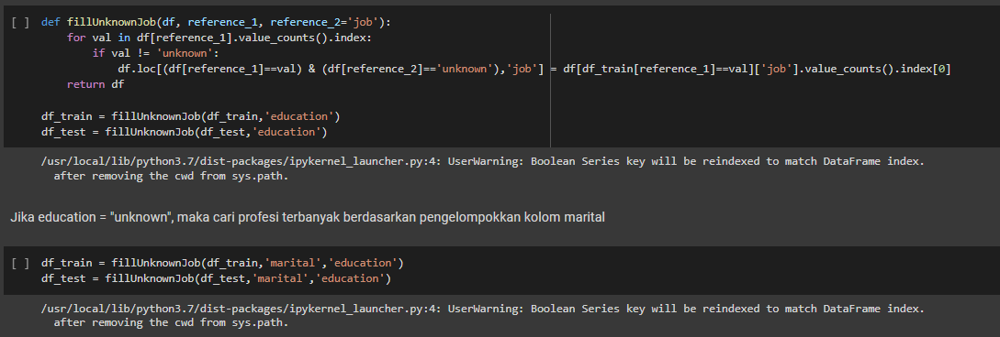 [ ] def fillUnknownJob(df, reference_1, reference_2='job'):
for val in df[reference_1].value_counts().index:
if val != 'unknown':
df.loc[(df[reference_1]==val) & (df[reference_2]=='unknown'),'job'] = df[df_train[reference_1]==val]['job'].value_counts().index[0]
return df
df_train = fillUnknownJob(df_train,'education')
df_test = fillUnknownJob(df_test,'education')
/usr/local/lib/python3.7/dist-packages/ipykernel_launcher.py:4: UserWarning: Boolean Series key will be reindexed to match DataFrame index.
after removing the cwd from sys.path.
Jika education = "unknown", maka cari profesi terbanyak berdasarkan pengelompokkan kolom marital
[ ] df_train = fillUnknownJob(df_train,'marital','education')
df_test = fillUnknownJob(df_test,'marital','education')
/usr/local/lib/python3.7/dist-packages/ipykernel_launcher.py:4: UserWarning: Boolean Series key will be reindexed to match DataFrame index.
after removing the cwd from sys.path.